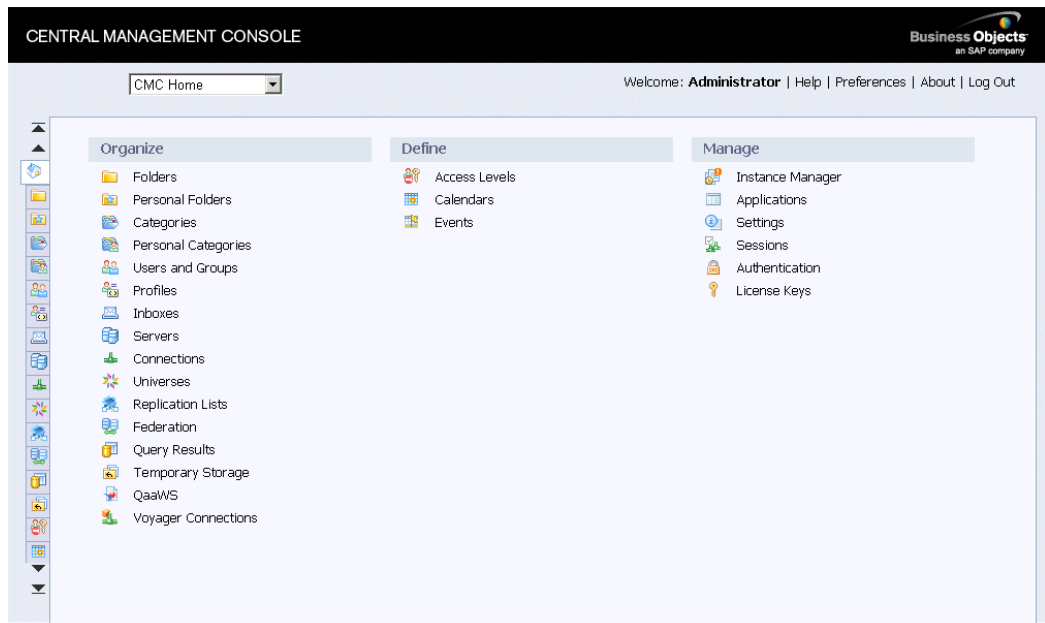 CENTRAL MANAGEMENT CONSOLE
Business Objects
an SAP company
CMC Home
Welcome: Administrator | Help | Preferences | About | Log Out
Organize
Folders
Personal Folders
Categories
Personal Categories
Users and Groups
Profiles
Inboxes
Servers
Connections
Universes
Replication Lists
Federation
Query Results
Temporary Storage
QaaWS
Voyager Connections
Define
Access Levels
Calendars
Events
Manage
Instance Manager
Applications
Settings
Sessions
Authentication
License Keys